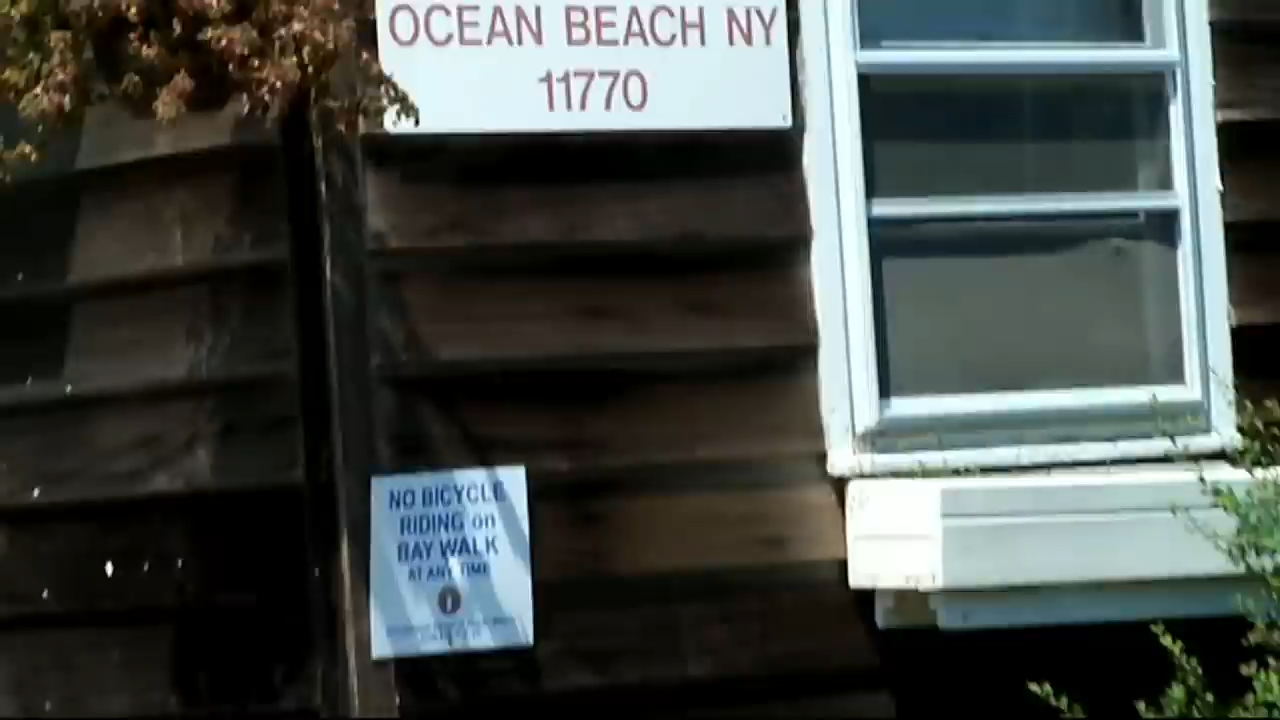 OCEAN BEACH NY
11770
NO BICYCLE
RIDING on
BAY WALK
AT ANY TIME